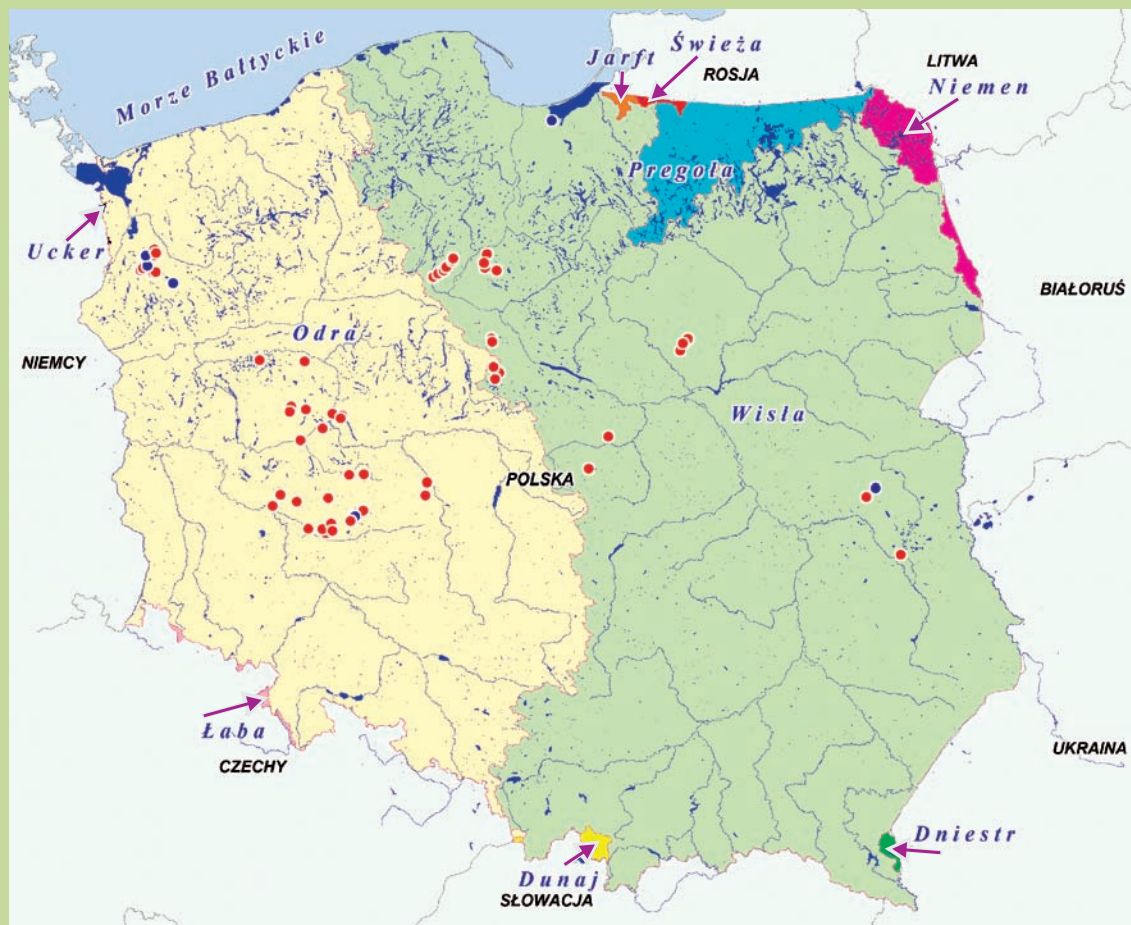 Morze Bałtyckie
Jarft
Świeża
ROSJA
LITWA
Niemen
Pregoła
Ucker
BIAŁORUŚ
Odra
NIEMCY
Wisła
POLSKA
Łaba
CZECHY
UKRAINA
Dniestr
Dunaj
SŁOWACJA